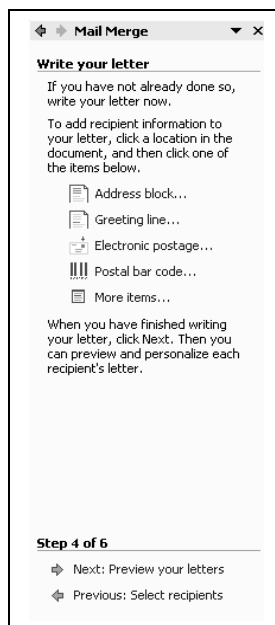 Mail Merge
Write your letter
If you have not already done so,
write your letter now.
To add recipient information to
your letter, click a location in the
document, and then click one of
the items below.
Address block...
Greeting line...
Electronic postage...
Postal bar code...
More items...
When you have finished writing
your letter, click Next. Then you
can preview and personalize each
recipient's letter.
Step 4 of 6
Next: Preview your letters
Previous: Select recipients